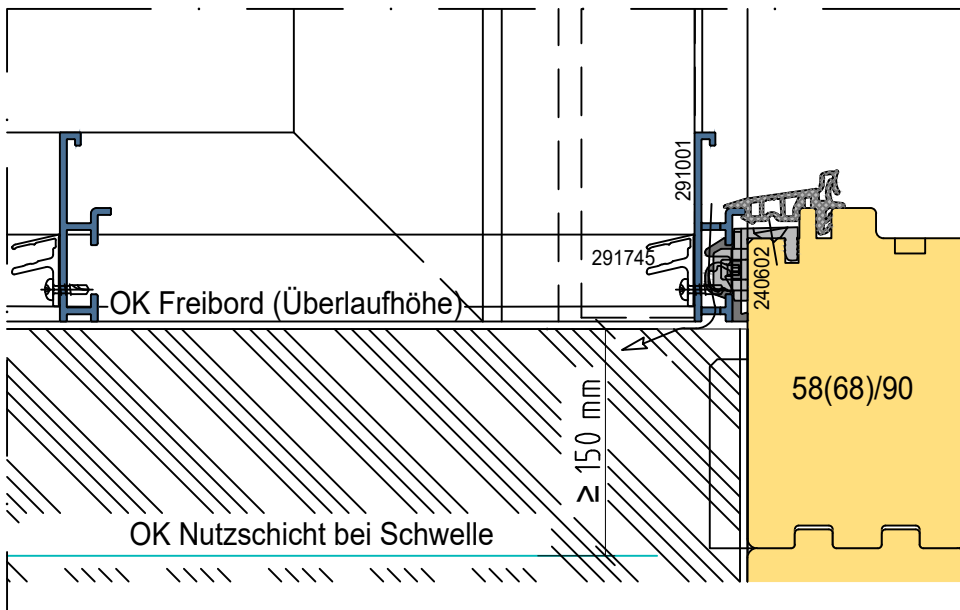 291001
291745
240602
OK Freibord (Überlaufhöhe)
58(68)/90
≥ 150 mm
OK Nutzschicht bei Schwelle